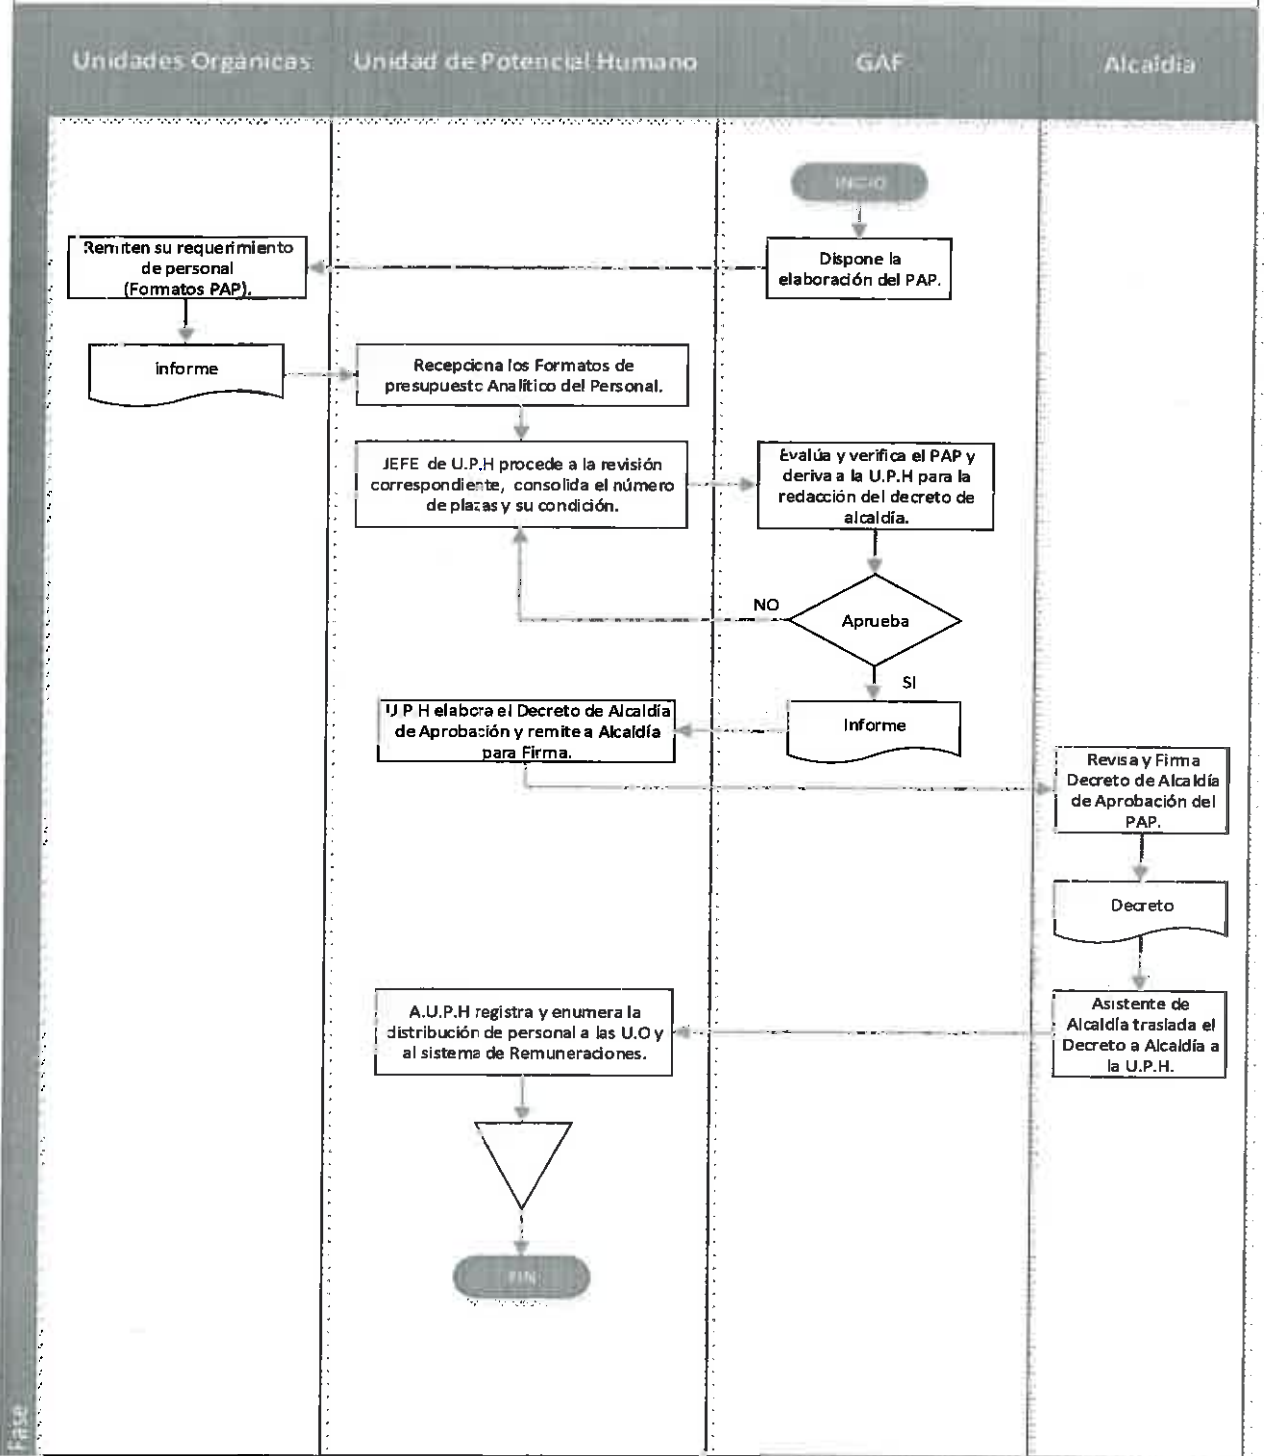 Unidades Orgánicas
Unidad de Potencial Humano
GAF
Alcaldía
INICIO
Dispone la
elaboración del PAP.
Remiten su requerimiento
de personal
(Formatos PAP).
informe
Recepciona los Formatos de
presupuesto Analítico del Personal.
JEFE de U.P.H procede a la revisión
correspondiente, consolida el número
de plazas y su condición.
Evalúa y verifica el PAP y
deriva a la U.P.H para la
redacción del decreto de
alcaldía.
Aprueba
NO
SI
Informe
U P H elabora el Decreto de Alcaldía
de Aprobación y remite a Alcaldía
para Firma.
Revisa y Firma
Decreto de Alcaldía
de Aprobación del
PAP.
Decreto
Asistente de
Alcaldía traslada el
Decreto a Alcaldía a
la U.P.H.
A.U.P.H registra y enumera la
distribución de personal a las U.O y
al sistema de Remuneraciones.
FIN
Fase